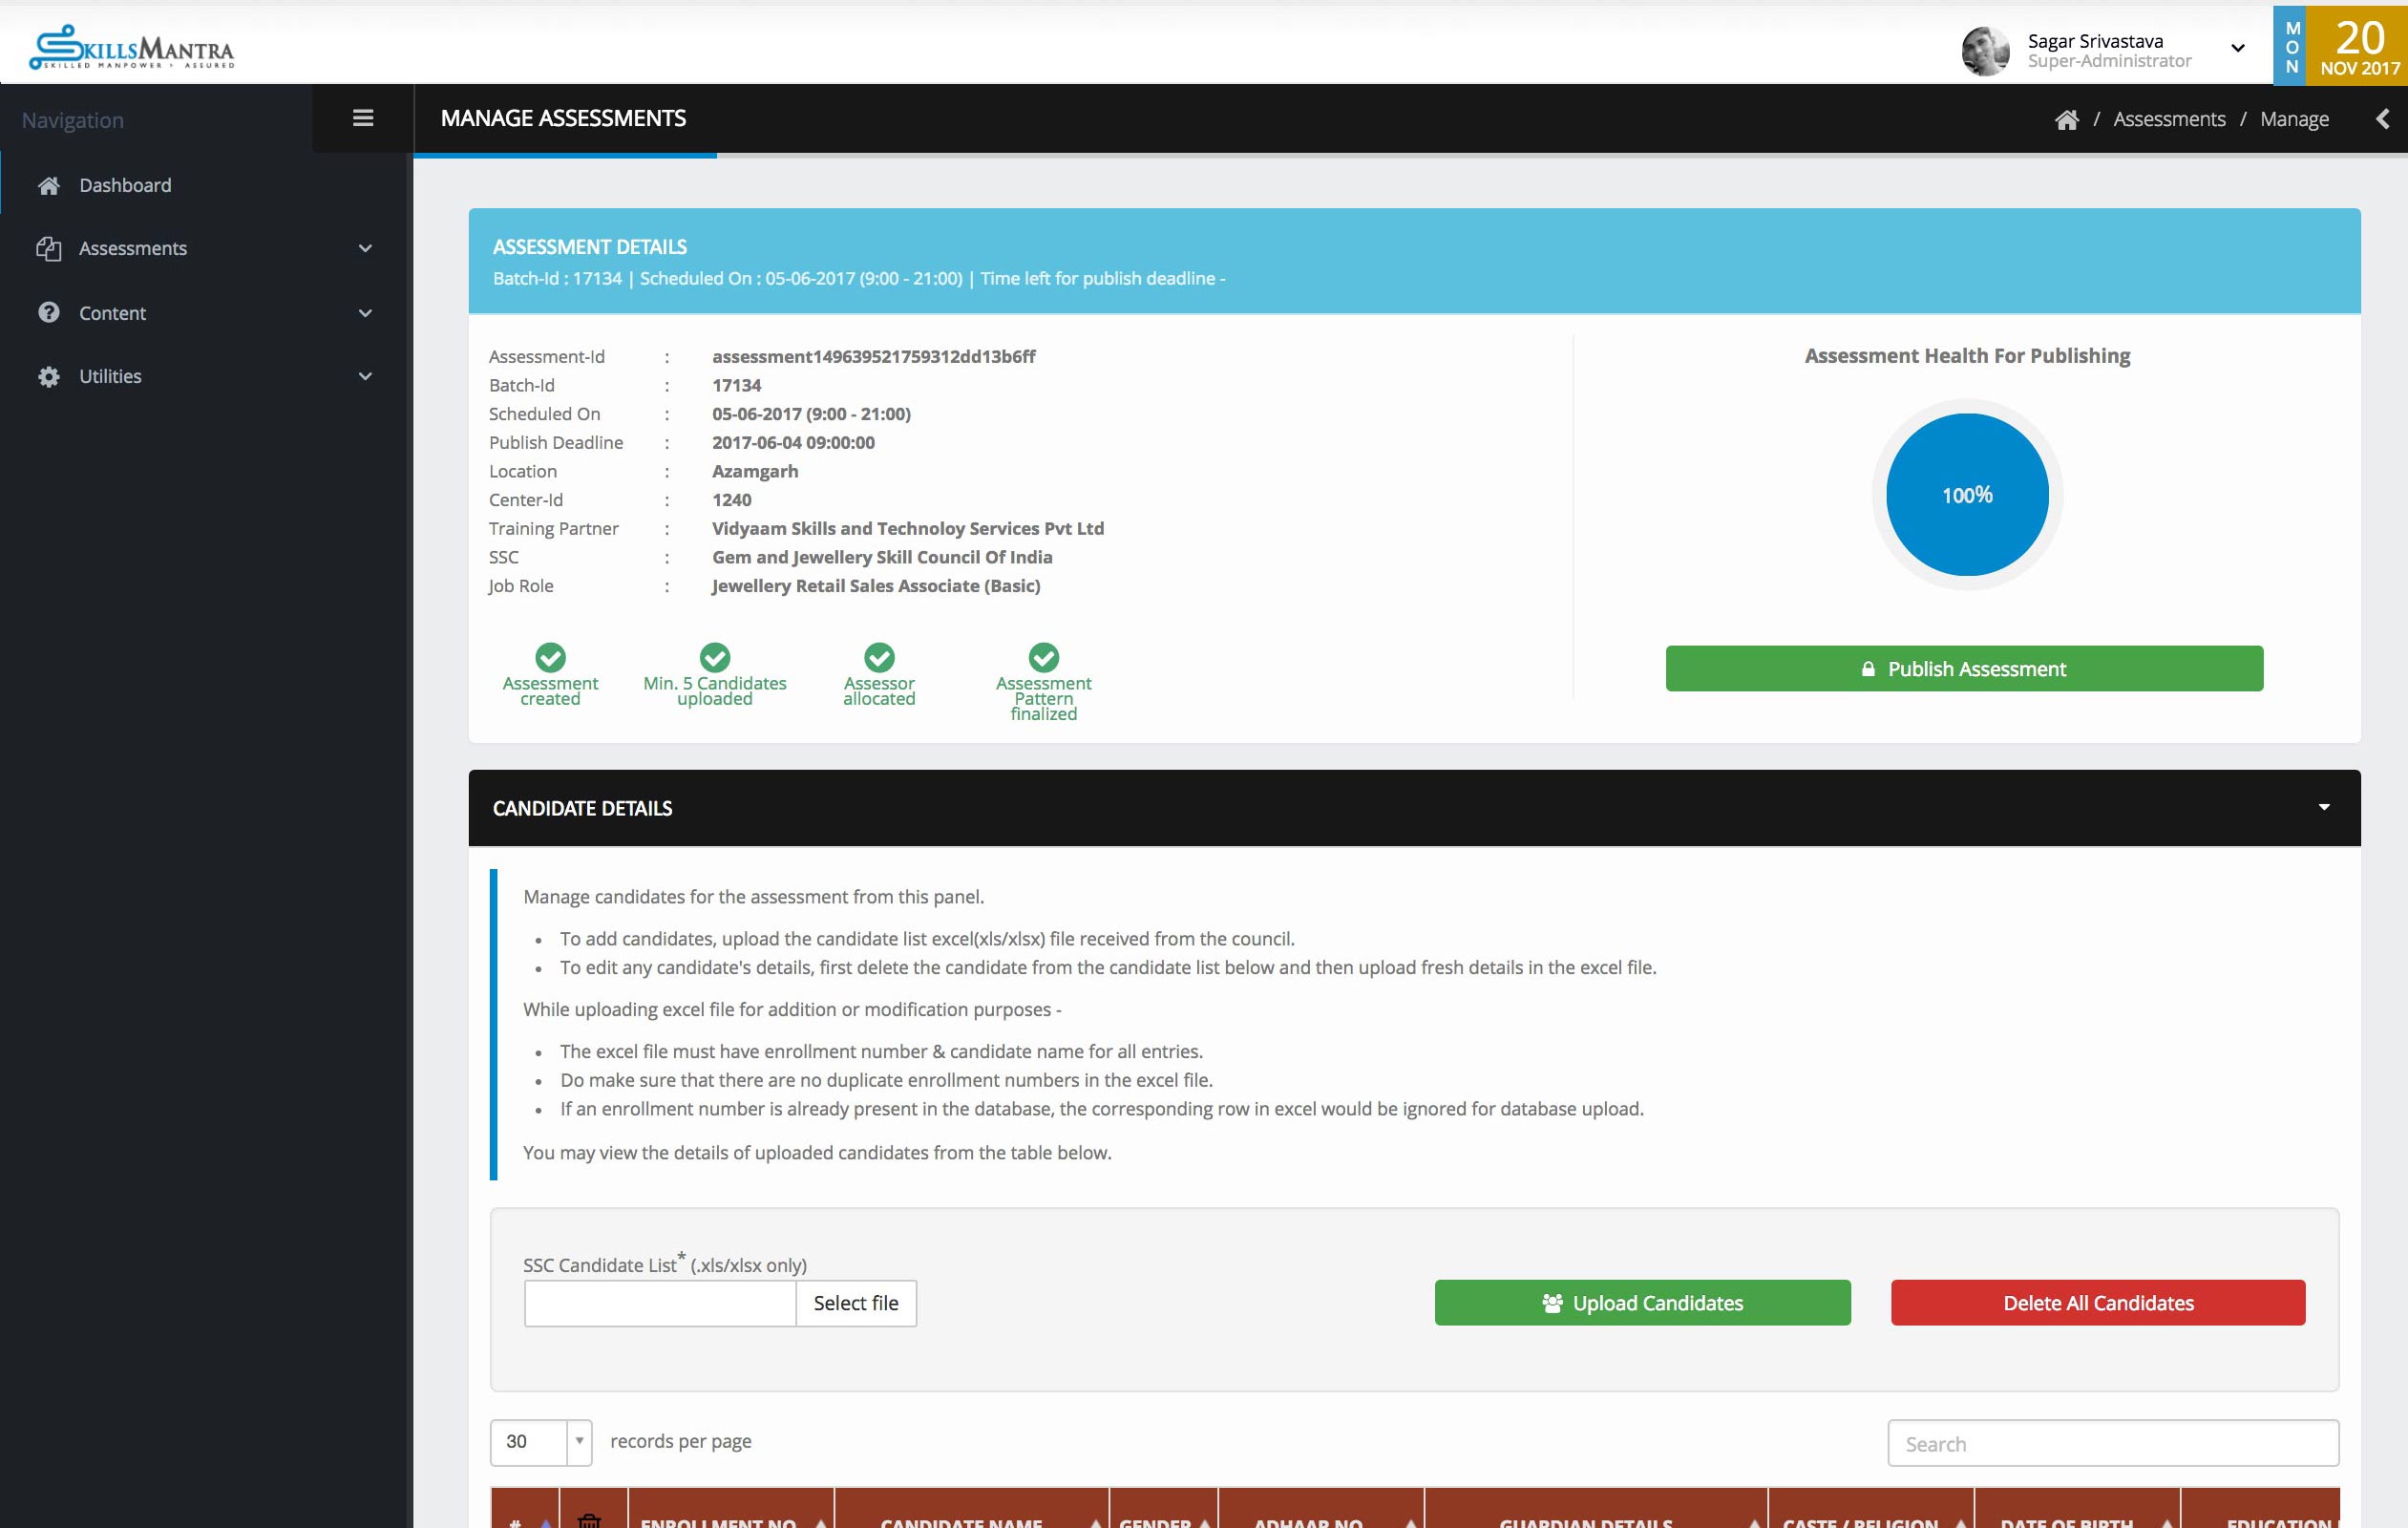 SKILLSMANTRA
SKILLED MANPOWER • ASSURED
Sagar Srivastava
Super-Administrator
MON
20
NOV 2017
Navigation
MANAGE ASSESSMENTS
/ Assessments / Manage
Dashboard
Assessments
Content
Utilities
ASSESSMENT DETAILS
Batch-Id : 17134 | Scheduled On : 05-06-2017 (9:00 - 21:00) | Time left for publish deadline -
Assessment-Id : assessment149639521759312dd13b6ff
Batch-Id : 17134
Scheduled On : 05-06-2017 (9:00 - 21:00)
Publish Deadline : 2017-06-04 09:00:00
Location : Azamgarh
Center-Id : 1240
Training Partner : Vidyaam Skills and Technoloy Services Pvt Ltd
SSC : Gem and Jewellery Skill Council Of India
Job Role : Jewellery Retail Sales Associate (Basic)
Assessment
created
Min. 5 Candidates
uploaded
Assessor
allocated
Assessment
Pattern
finalized
Assessment Health For Publishing
100%
Publish Assessment
CANDIDATE DETAILS
Manage candidates for the assessment from this panel.
• To add candidates, upload the candidate list excel(xls/xlsx) file received from the council.
• To edit any candidate's details, first delete the candidate from the candidate list below and then upload fresh details in the excel file.
While uploading excel file for addition or modification purposes -
• The excel file must have enrollment number & candidate name for all entries.
• Do make sure that there are no duplicate enrollment numbers in the excel file.
• If an enrollment number is already present in the database, the corresponding row in excel would be ignored for database upload.
You may view the details of uploaded candidates from the table below.
SSC Candidate List* (.xls/xlsx only)
Select file
Upload Candidates
Delete All Candidates
30 records per page
Search
# ENROLLMENT NO CANDIDATE NAME GENDER ADHAAR NO GUARDIAN DETAILS CASTE / RELIGION DATE OF BIRTH EDUCATION